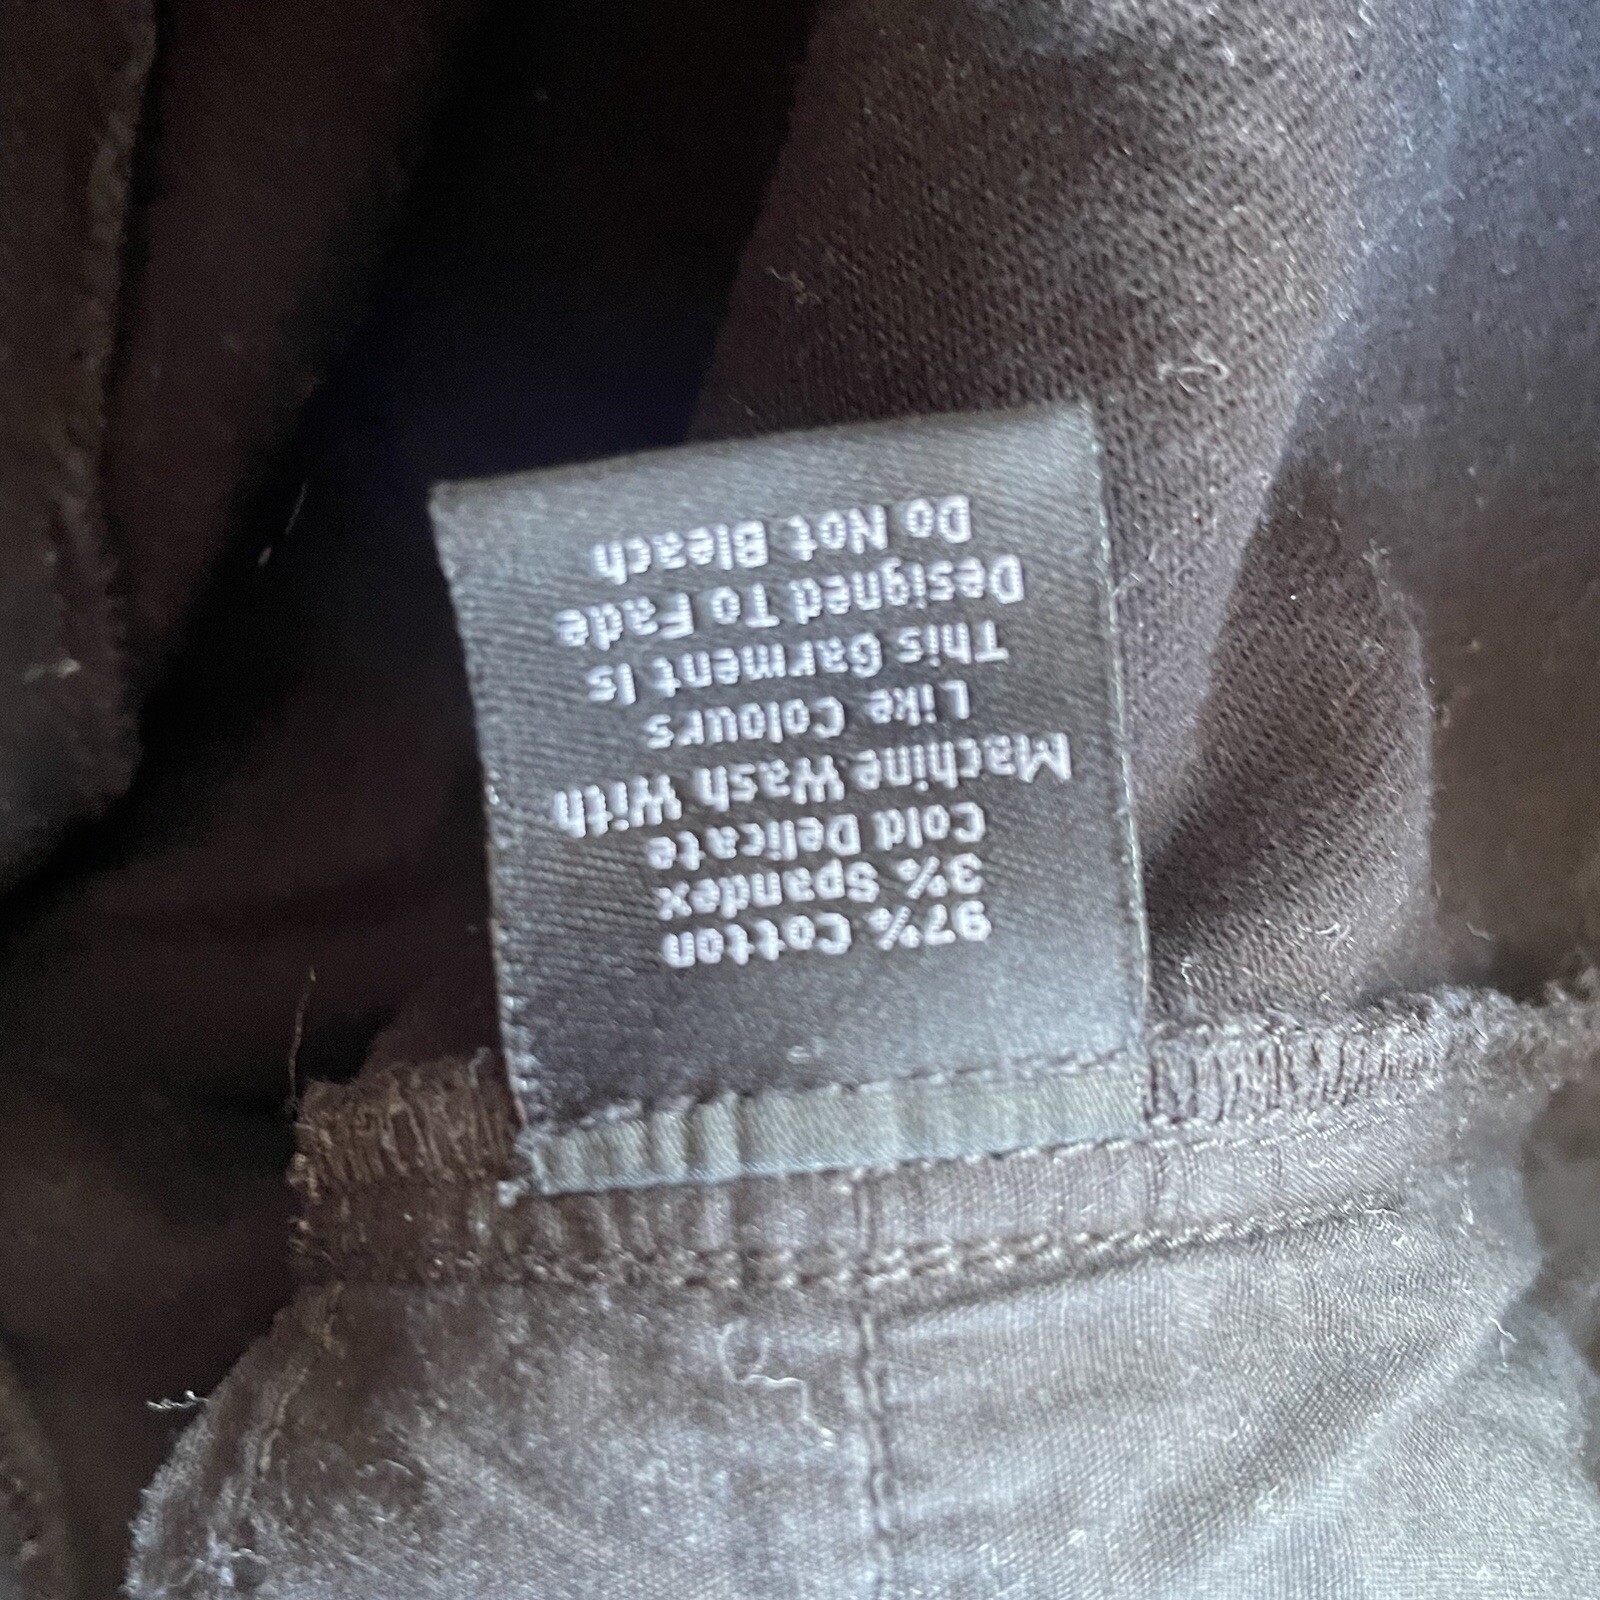 97% Cotton
3% Spandex
Cold Delicate
Machine Wash With
Like Colours
This Garment Is
Designed To Fade
Do Not Bleach